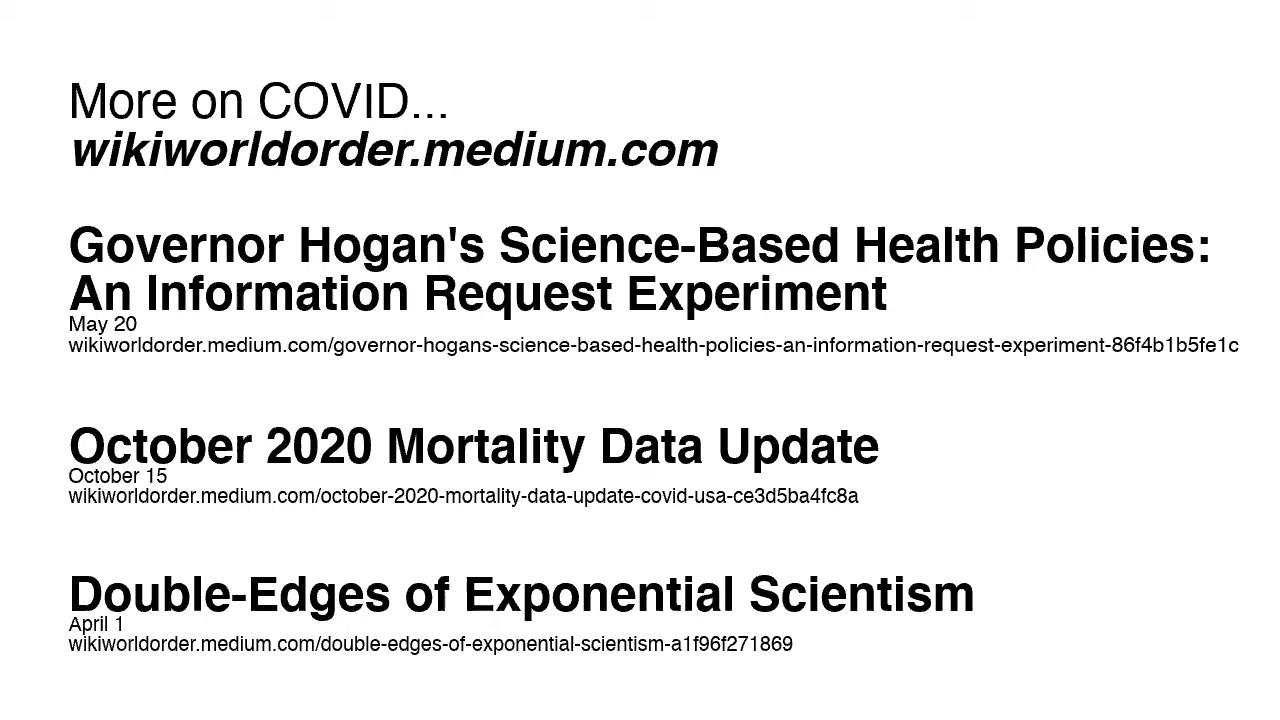 More on COVID...
wikiworldorder.medium.com
Governor Hogan's Science-Based Health Policies:
An Information Request Experiment
May 20
wikiworldorder.medium.com/governor-hogans-science-based-health-policies-an-information-request-experiment-86f4b1b5fe1c
October 2020 Mortality Data Update
October 15
wikiworldorder.medium.com/october-2020-mortality-data-update-covid-usa-ce3d5ba4fc8a
Double-Edges of Exponential Scientism
April 1
wikiworldorder.medium.com/double-edges-of-exponential-scientism-a1f96f271869